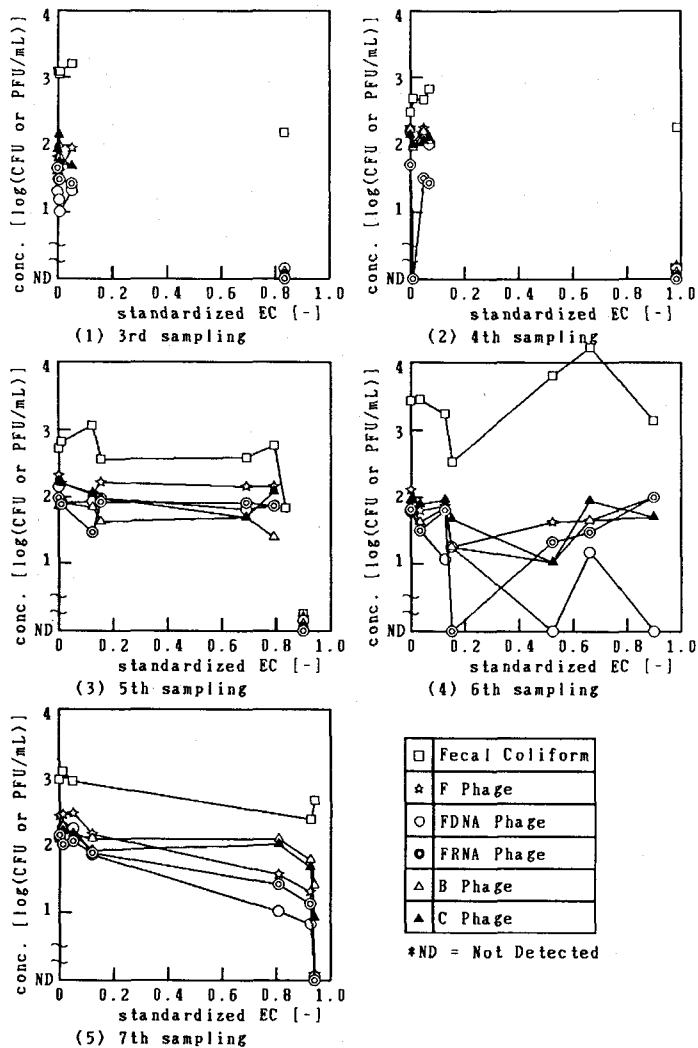 conc. [log(CFU or PFU/mL)]
4
3
2
1
ND
0 0.2 0.4 0.6 0.8 1.0
standardized EC [-]
(1) 3rd sampling
conc. [log(CFU or PFU/mL)]
4
3
2
1
ND
0 0.2 0.4 0.6 0.8 1.0
standardized EC [-]
(2) 4th sampling
conc. [log(CFU or PFU/mL)]
4
3
2
1
ND
0 0.2 0.4 0.6 0.8 1.0
standardized EC [-]
(3) 5th sampling
conc. [log(CFU or PFU/mL)]
4
3
2
1
ND
0 0.2 0.4 0.6 0.8 1.0
standardized EC [-]
(4) 6th sampling
conc. [log(CFU or PFU/mL)]
4
3
2
1
ND
0 0.2 0.4 0.6 0.8 1.0
standardized EC [-]
(5) 7th sampling
Fecal Coliform
F Phage
FDNA Phage
FRNA Phage
B Phage
C Phage
*ND = Not Detected